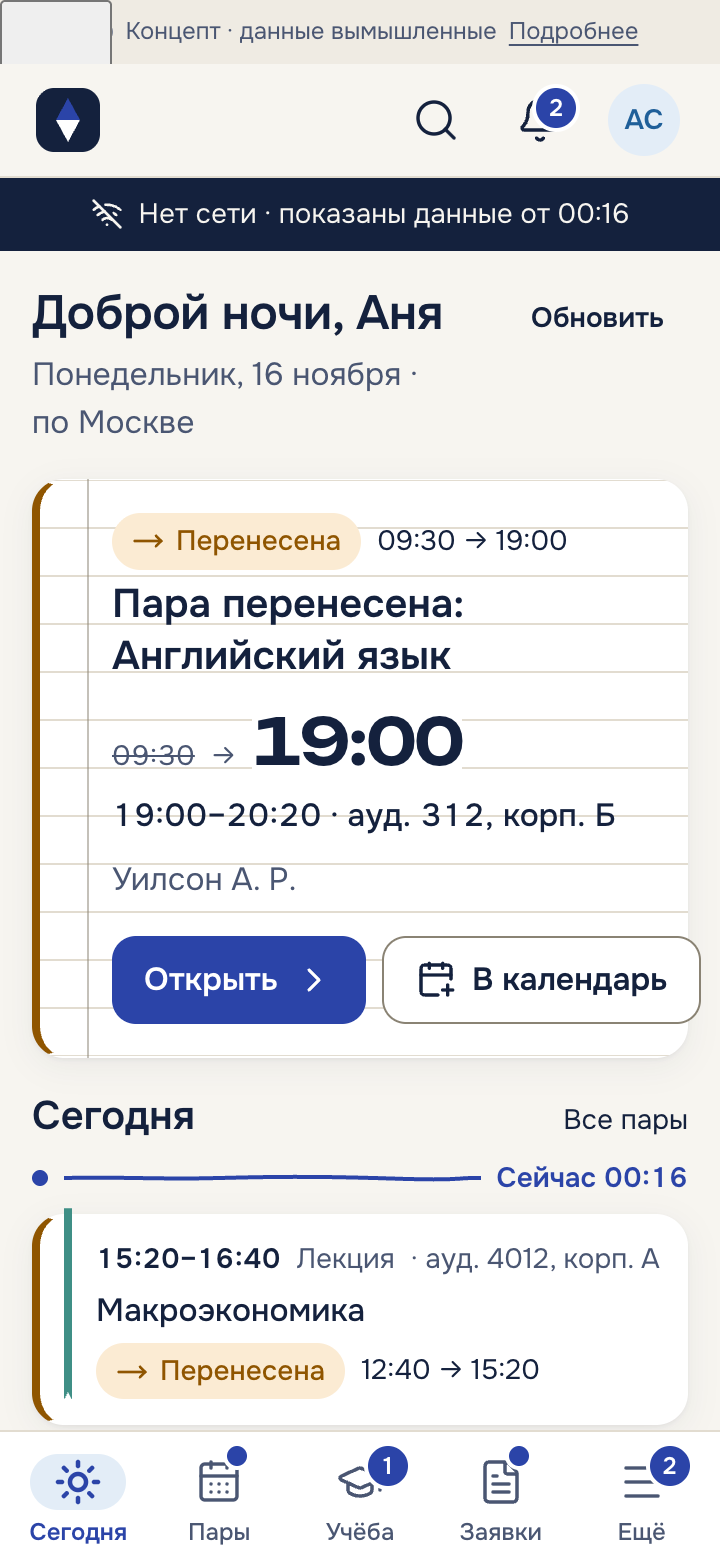 Концепт · данные вымышленные Подробнее
2
АС
Нет сети · показаны данные от 00:16
Доброй ночи, Аня
Обновить
Понедельник, 16 ноября ·
по Москве
→ Перенесена 09:30 → 19:00
Пара перенесена:
Английский язык
09:30 → 19:00
19:00–20:20 · ауд. 312, корп. Б
Уилсон А. Р.
Открыть
В календарь
Сегодня
Все пары
Сейчас 00:16
15:20–16:40 Лекция · ауд. 4012, корп. А
Макроэкономика
→ Перенесена 12:40 → 15:20
1
2
Сегодня Пары Учёба Заявки Ещё